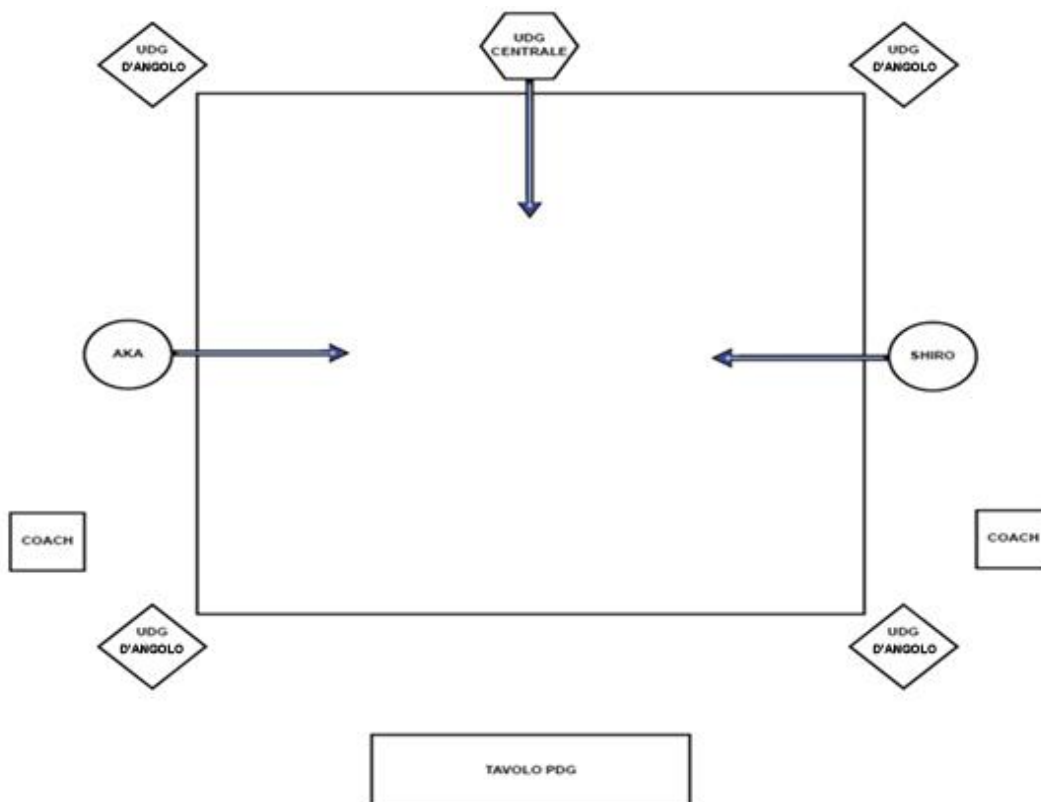 UDG
D'ANGOLO
UDG
CENTRALE
UDG
D'ANGOLO
AKA
SHIRO
COACH
COACH
UDG
D'ANGOLO
UDG
D'ANGOLO
TAVOLO PDG